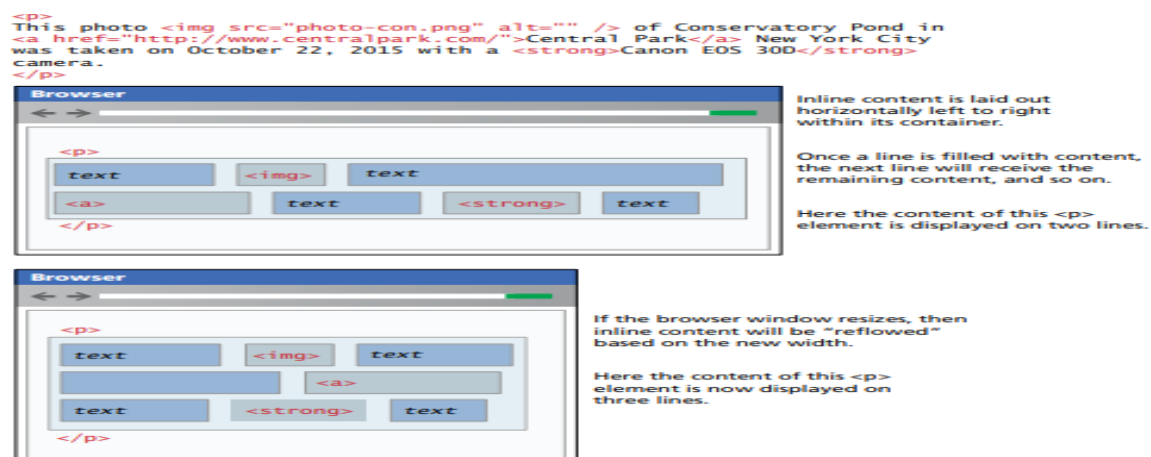 <p>
This photo <img src="photo-con.png" alt="" /> of Conservatory Pond in
<a href="http://www.centralpark.com/">Central Park</a> New York City
was taken on October 22, 2015 with a <strong>Canon EOS 30D</strong>
camera.
</p>
Browser
<p>
text <img> text
<a> text <strong> text
</p>
Inline content is laid out
horizontally left to right
within its container.
Once a line is filled with content,
the next line will receive the
remaining content, and so on.
Here the content of this <p>
element is displayed on two lines.
Browser
<p>
text <img> text
<a>
text <strong> text
</p>
If the browser window resizes, then
inline content will be “reflowed”
based on the new width.
Here the content of this <p>
element is now displayed on
three lines.